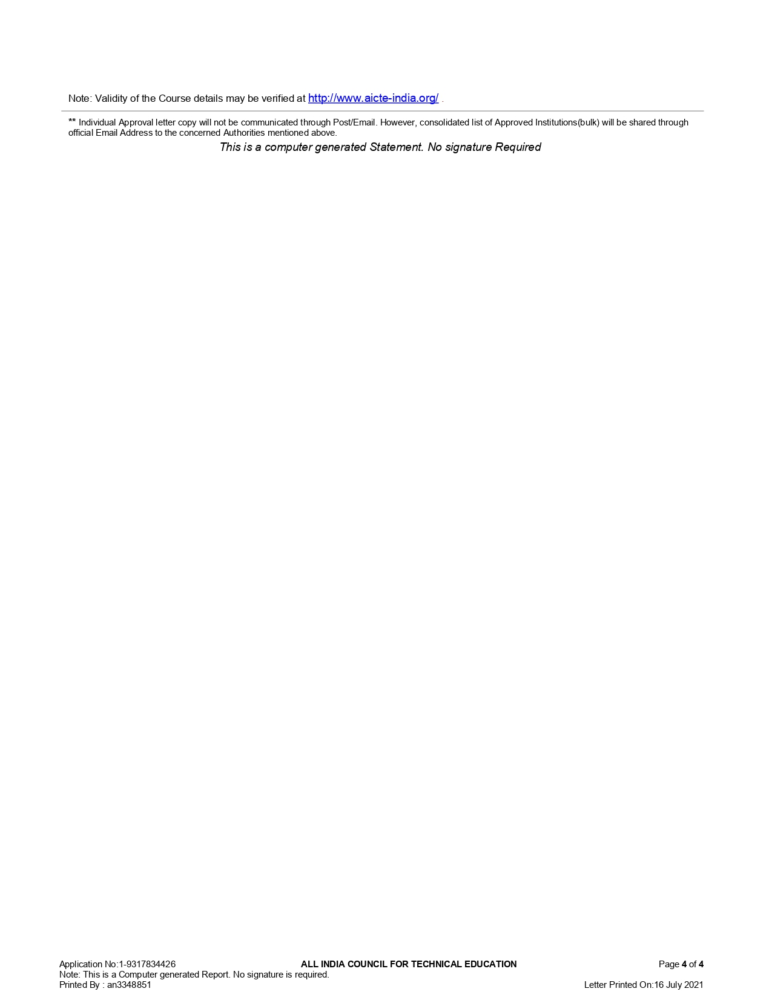 Note: Validity of the Course details may be verified at http://www.aicte-india.org/ .
** Individual Approval letter copy will not be communicated through Post/Email. However, consolidated list of Approved Institutions(bulk) will be shared through
official Email Address to the concerned Authorities mentioned above.
This is a computer generated Statement. No signature Required
Application No:1-9317834426 ALL INDIA COUNCIL FOR TECHNICAL EDUCATION Page 4 of 4
Note: This is a Computer generated Report. No signature is required.
Printed By : an3348851 Letter Printed On:16 July 2021